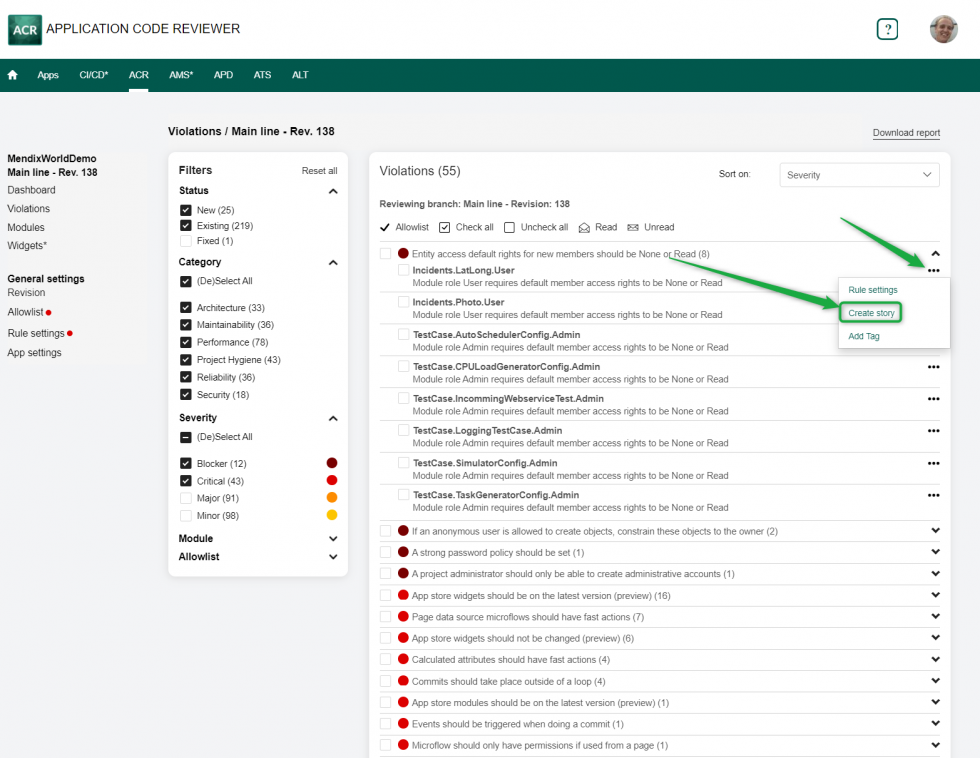 ACR APPLICATION CODE REVIEWER
?
Apps CI/CD* ACR AMS* APD ATS ALT
Violations / Main line - Rev. 138
Download report
MendixWorldDemo
Main line - Rev. 138
Dashboard
Violations
Modules
Widgets*
General settings
Revision
Allowlist
Rule settings
App settings
Filters Reset all
Status
New (25)
Existing (219)
Fixed (1)
Category
(De)Select All
Architecture (33)
Maintainability (36)
Performance (78)
Project Hygiene (43)
Reliability (36)
Security (18)
Severity
(De)Select All
Blocker (12)
Critical (43)
Major (91)
Minor (98)
Module
Allowlist
Violations (55) Sort on: Severity
Reviewing branch: Main line - Revision: 138
Allowlist Check all Uncheck all Read Unread
Entity access default rights for new members should be None or Read (8)
Incidents.LatLong.User
Module role User requires default member access rights to be None or Read
Incidents.Photo.User
Module role User requires default member access rights to be None or Read
TestCase.AutoSchedulerConfig.Admin
Module role Admin requires default member access rights to be None or Read
TestCase.CPULoadGeneratorConfig.Admin
Module role Admin requires default member access rights to be None or Read
TestCase.IncommingWebserviceTest.Admin
Module role Admin requires default member access rights to be None or Read
TestCase.LoggingTestCase.Admin
Module role Admin requires default member access rights to be None or Read
TestCase.SimulatorConfig.Admin
Module role Admin requires default member access rights to be None or Read
TestCase.TaskGeneratorConfig.Admin
Module role Admin requires default member access rights to be None or Read
Rule settings
Create story
Add Tag
If an anonymous user is allowed to create objects, constrain these objects to the owner (2)
A strong password policy should be set (1)
A project administrator should only be able to create administrative accounts (1)
App store widgets should be on the latest version (preview) (16)
Page data source microflows should have fast actions (7)
App store widgets should not be changed (preview) (6)
Calculated attributes should have fast actions (4)
Commits should take place outside of a loop (4)
App store modules should be on the latest version (preview) (1)
Events should be triggered when doing a commit (1)
Microflow should only have permissions if used from a page (1)